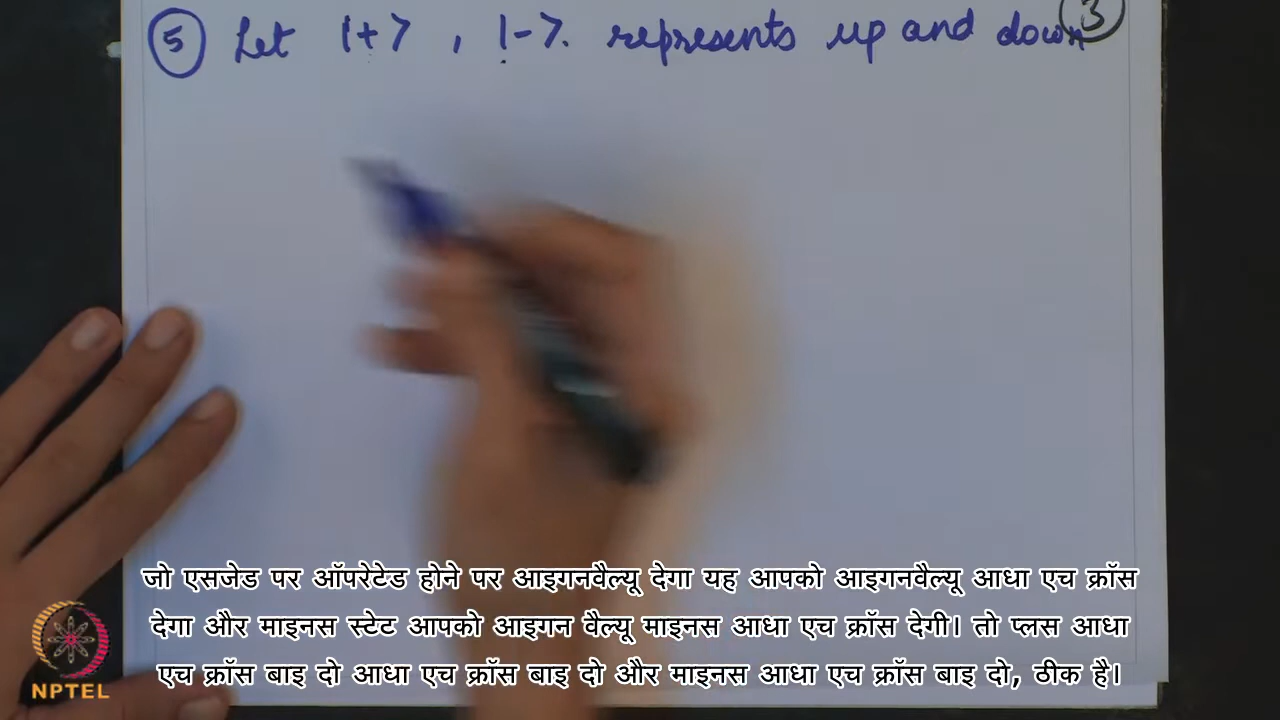 3
5 Let |+> , |-> . represents up and down
जो एसजेड पर ऑपरेटेड होने पर आइगनवैल्यू देगा यह आपको आइगनवैल्यू आधा एच क्रॉस
देगा और माइनस स्टेट आपको आइगन वैल्यू माइनस आधा एच क्रॉस देगी। तो प्लस आधा
एच क्रॉस बाइ दो आधा एच क्रॉस बाइ दो और माइनस आधा एच क्रॉस बाइ दो, ठीक है।
NPTEL